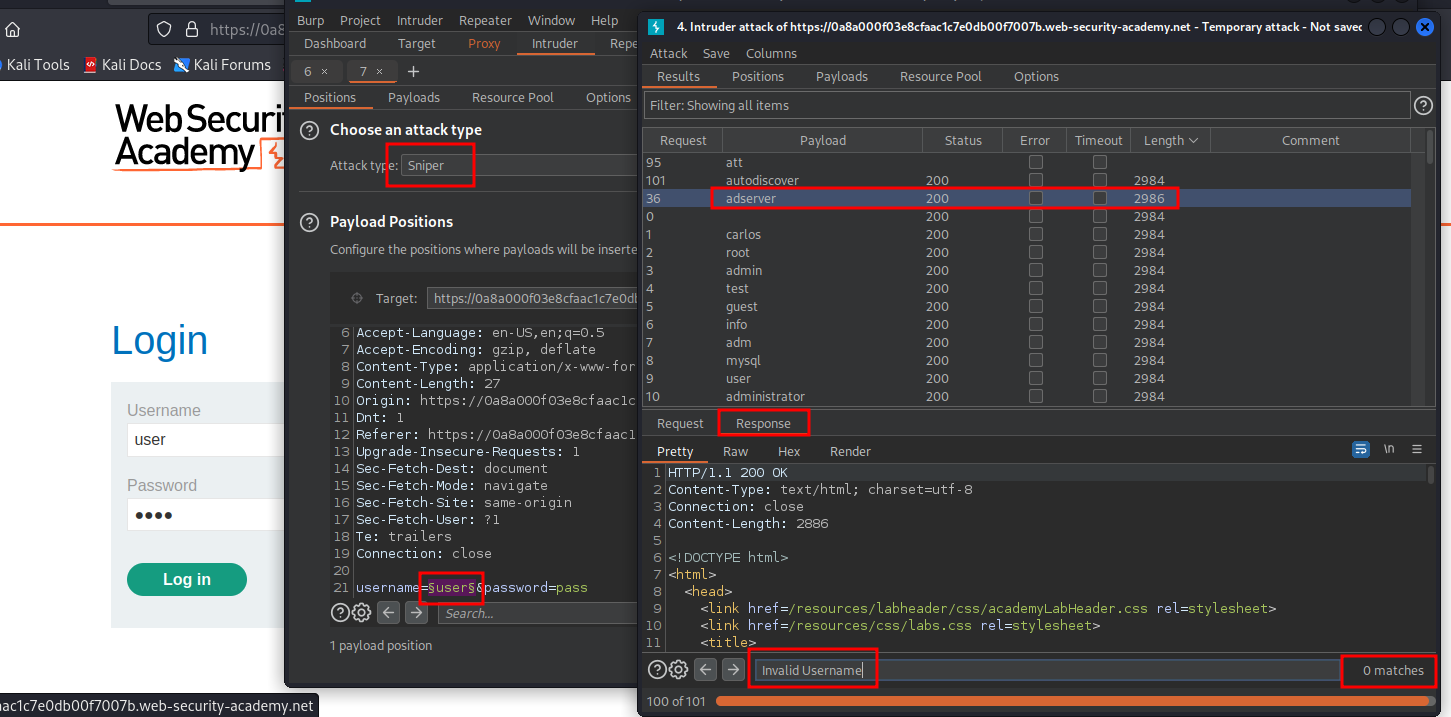 https://0a8
Kali Tools
Kali Docs
Kali Forums
Web Securi
Academy
Login
Username
user
Password
••••
Log in
aac1c7e0db00f7007b.web-security-academy.net
Burp Project Intruder Repeater Window Help
Dashboard Target Proxy Intruder Repe
6 × 7 × +
Positions Payloads Resource Pool Options
Choose an attack type
Attack type: Sniper
Payload Positions
Configure the positions where payloads will be inserte
Target: https://0a8a000f03e8cfaac1c7e0db
6 Accept-Language: en-US,en;q=0.5
7 Accept-Encoding: gzip, deflate
8 Content-Type: application/x-www-for
9 Content-Length: 27
10 Origin: https://0a8a000f03e8cfaac1c
11 Dnt: 1
12 Referer: https://0a8a000f03e8cfaac1
13 Upgrade-Insecure-Requests: 1
14 Sec-Fetch-Dest: document
15 Sec-Fetch-Mode: navigate
16 Sec-Fetch-Site: same-origin
17 Sec-Fetch-User: ?1
18 Te: trailers
19 Connection: close
20
21 username=§user§&password=pass
Search...
1 payload position
4. Intruder attack of https://0a8a000f03e8cfaac1c7e0db00f7007b.web-security-academy.net - Temporary attack - Not saved
Attack Save Columns
Results Positions Payloads Resource Pool Options
Filter: Showing all items
Request Payload Status Error Timeout Length Comment
95 att
101 autodiscover 200 2984
36 adserver 200 2986
0 200 2984
1 carlos 200 2984
2 root 200 2984
3 admin 200 2984
4 test 200 2984
5 guest 200 2984
6 info 200 2984
7 adm 200 2984
8 mysql 200 2984
9 user 200 2984
10 administrator 200 2984
Request Response
Pretty Raw Hex Render \n
1 HTTP/1.1 200 OK
2 Content-Type: text/html; charset=utf-8
3 Connection: close
4 Content-Length: 2886
5
6 <!DOCTYPE html>
7 <html>
8 <head>
9 <link href=/resources/labheader/css/academyLabHeader.css rel=stylesheet>
10 <link href=/resources/css/labs.css rel=stylesheet>
11 <title>
Invalid Username
0 matches
100 of 101